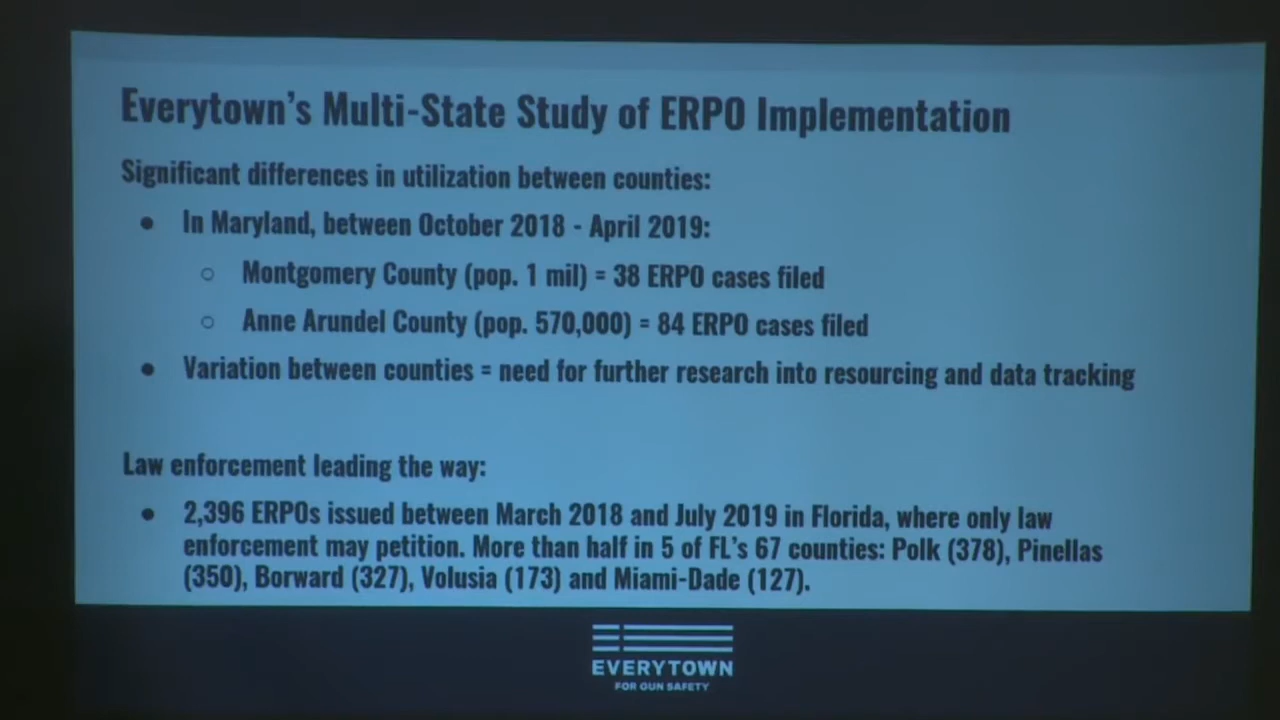 Everytown's Multi-State Study of ERPO Implementation
Significant differences in utilization between counties:
● In Maryland, between October 2018 - April 2019:
○ Montgomery County (pop. 1 mil) = 38 ERPO cases filed
○ Anne Arundel County (pop. 570,000) = 84 ERPO cases filed
● Variation between counties = need for further research into resourcing and data tracking
Law enforcement leading the way:
● 2,396 ERPOs issued between March 2018 and July 2019 in Florida, where only law
enforcement may petition. More than half in 5 of FL's 67 counties: Polk (378), Pinellas
(350), Borward (327), Volusia (173) and Miami-Dade (127).
EVERYTOWN
FOR GUN SAFETY